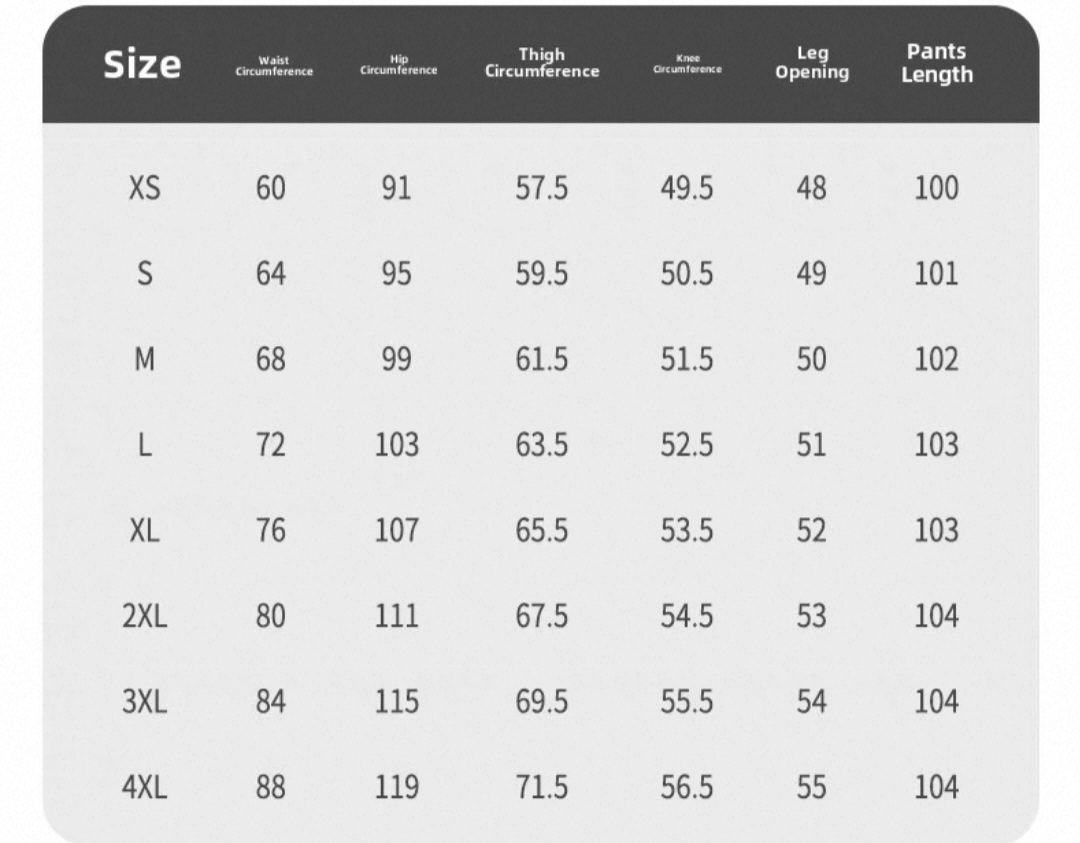 Size Waist Circumference Hip Circumference Thigh Circumference Knee Circumference Leg Opening Pants Length
XS 60 91 57.5 49.5 48 100
S 64 95 59.5 50.5 49 101
M 68 99 61.5 51.5 50 102
L 72 103 63.5 52.5 51 103
XL 76 107 65.5 53.5 52 103
2XL 80 111 67.5 54.5 53 104
3XL 84 115 69.5 55.5 54 104
4XL 88 119 71.5 56.5 55 104